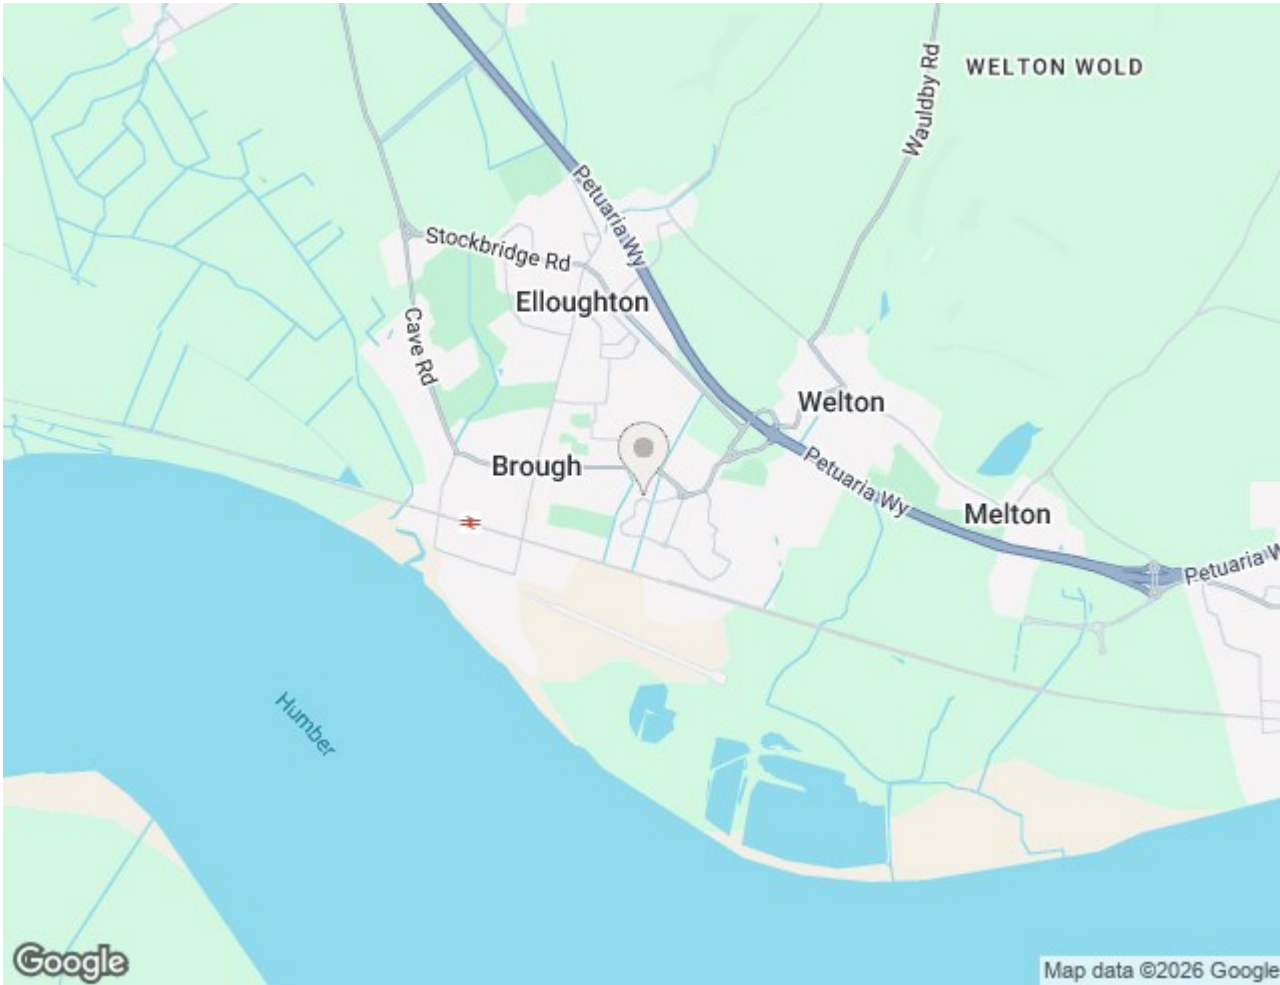 WELTON WOLD
Wauldby Rd
Petuaria Wy
Stockbridge Rd
Elloughton
Cave Rd
Welton
Brough
Petuaria Wy
Melton
Petuaria W
Humber
Google
Map data ©2026 Google